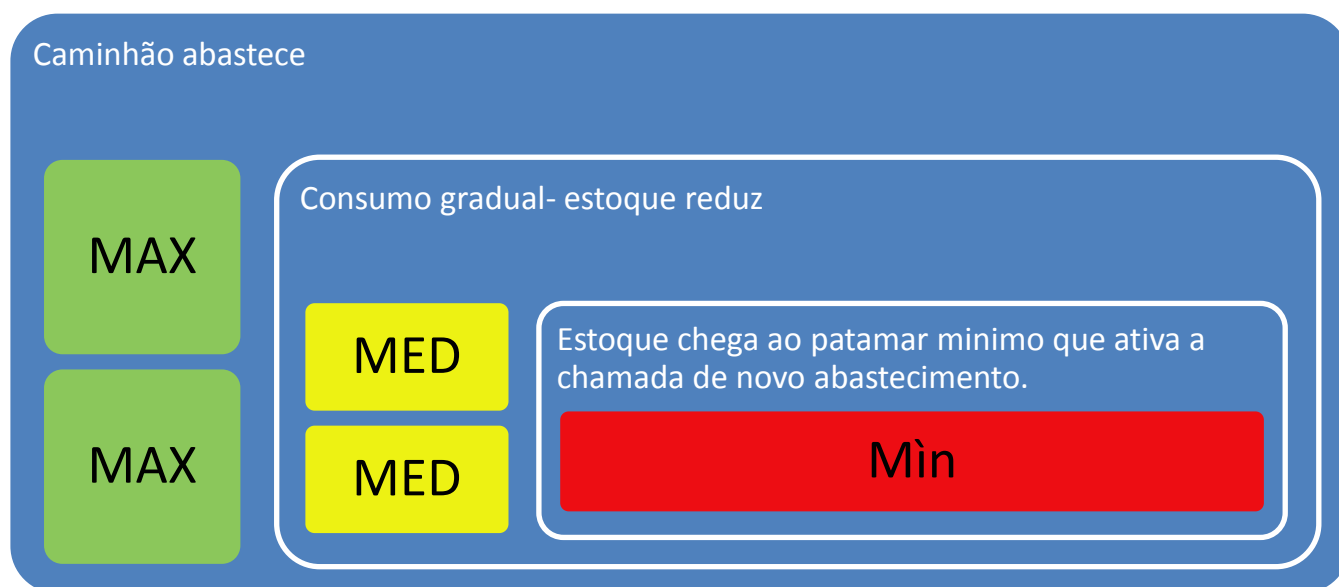 Caminhão abastece
MAX
MAX
Consumo gradual- estoque reduz
MED
MED
Estoque chega ao patamar minimo que ativa a
chamada de novo abastecimento.
Mìn